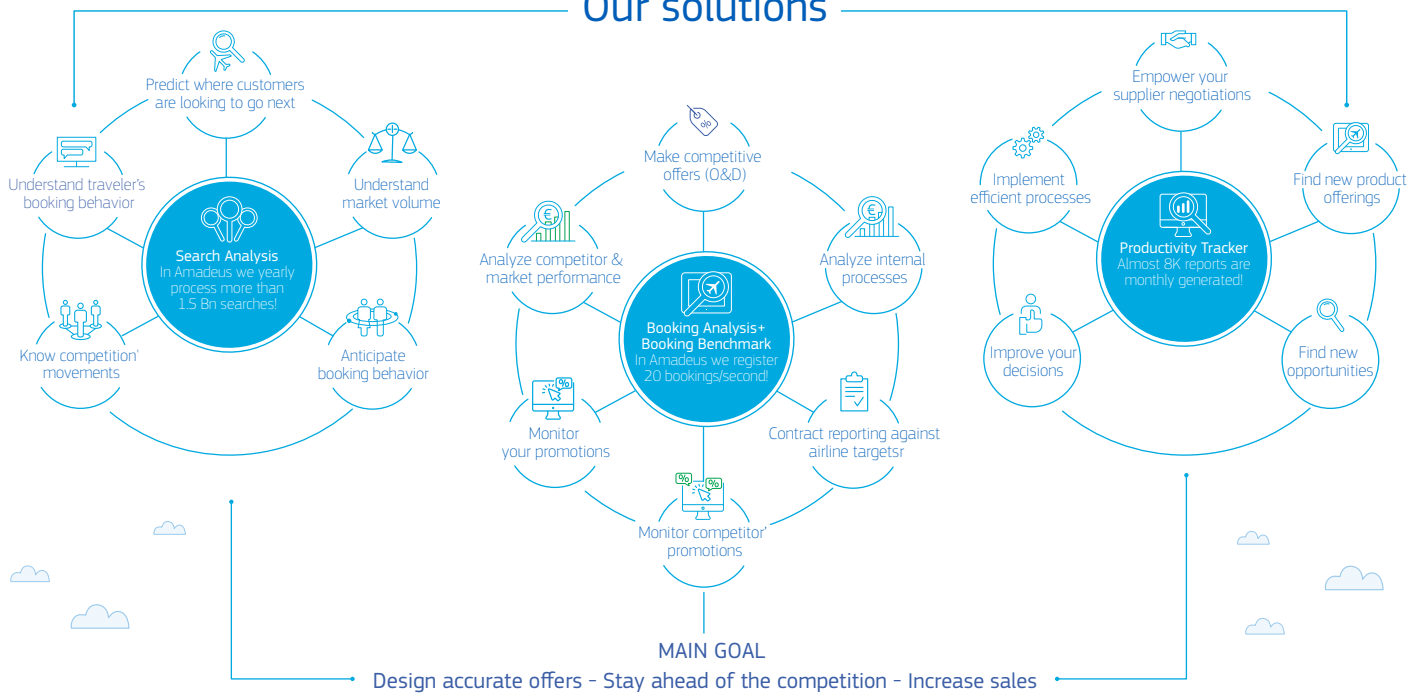 Our solutions
Predict where customers
are looking to go next
Understand traveler's
booking behavior
Understand
market volume
Search Analysis
In Amadeus we yearly
process more than
1.5 Bn searches!
Know competition'
movements
Anticipate
booking behavior
Make competitive
offers (O&D)
Analyze competitor &
market performance
Analyze internal
processes
Booking Analysis+
Booking Benchmark
In Amadeus we register
20 bookings/second!
Monitor
your promotions
Contract reporting against
airline targetsr
Monitor competitor'
promotions
Empower your
supplier negotiations
Implement
efficient processes
Find new product
offerings
Productivity Tracker
Almost 8K reports are
monthly generated!
Improve your
decisions
Find new
opportunities
MAIN GOAL
Design accurate offers - Stay ahead of the competition - Increase sales